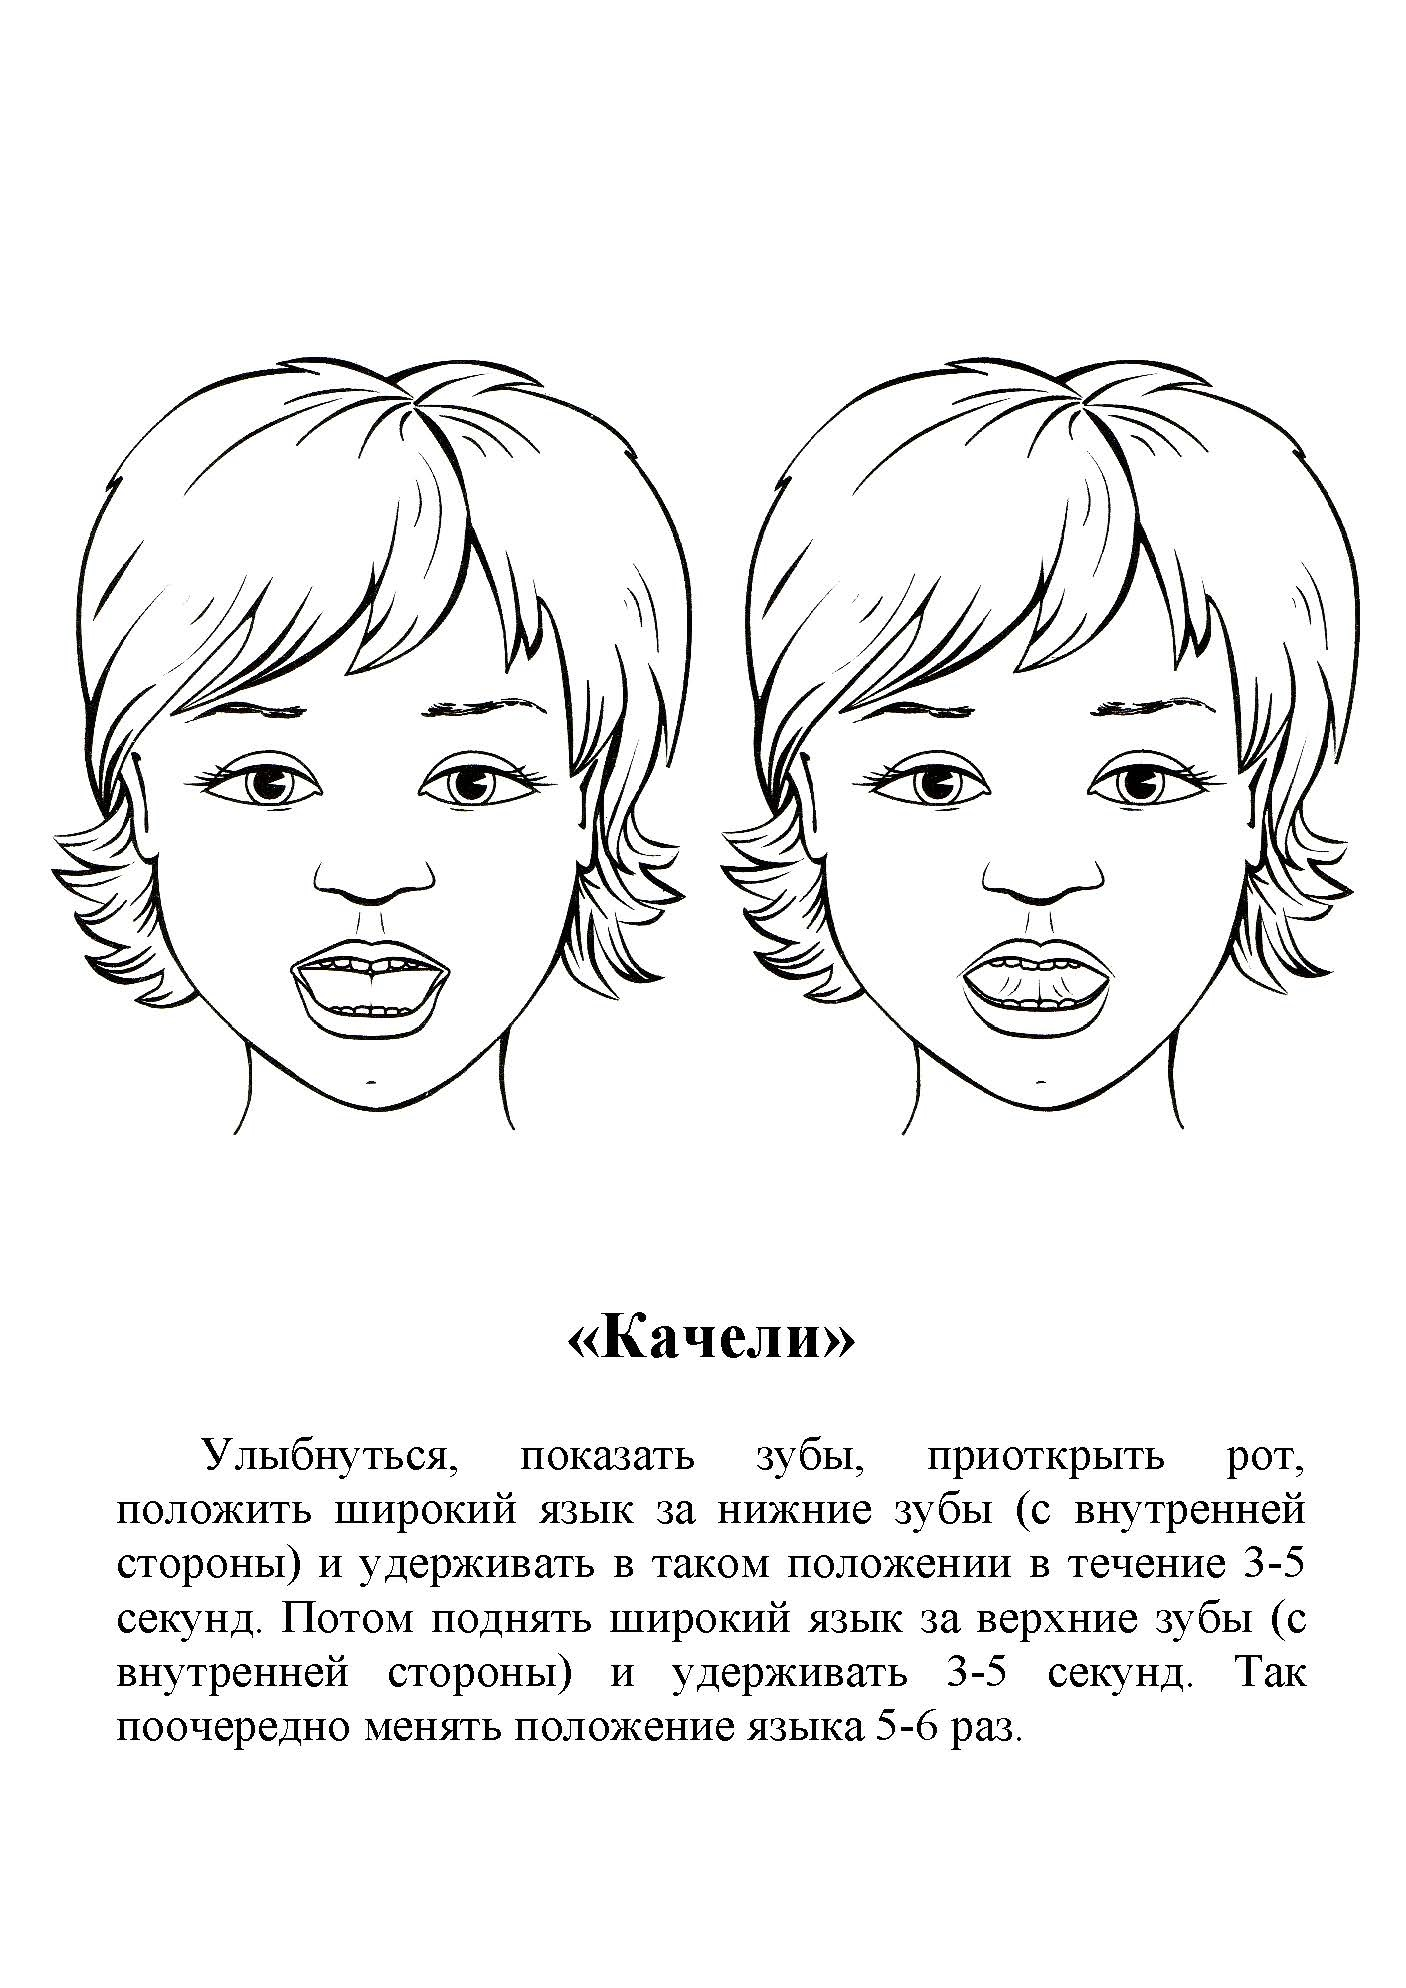 «Качели»
Улыбнуться, показать зубы, приоткрыть рот,
положить широкий язык за нижние зубы (с внутренней
стороны) и удерживать в таком положении в течение 3-5
секунд. Потом поднять широкий язык за верхние зубы (с
внутренней стороны) и удерживать 3-5 секунд. Так
поочередно менять положение языка 5-6 раз.